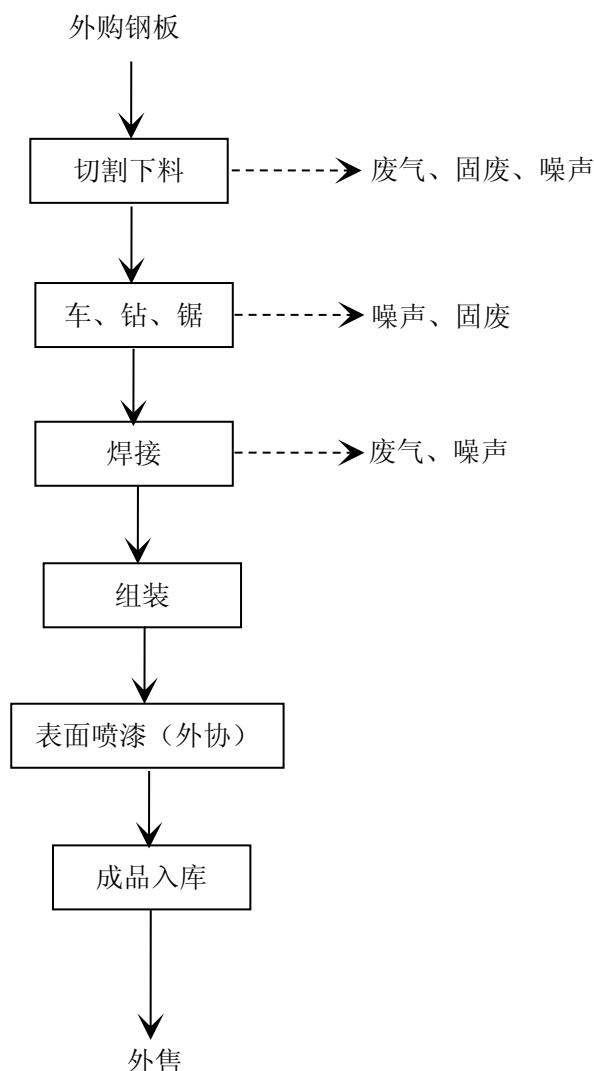 外购钢板
切割下料
废气、固废、噪声
车、钻、锯
噪声、固废
焊接
废气、噪声
组装
表面喷漆（外协）
成品入库
外售